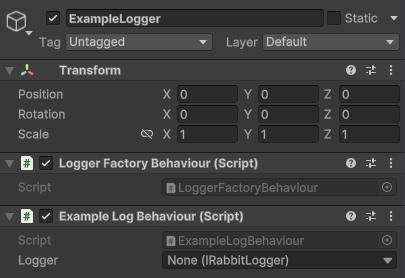 ExampleLogger Static
Tag Untagged Layer Default
Transform
Position X 0 Y 0 Z 0
Rotation X 0 Y 0 Z 0
Scale X 1 Y 1 Z 1
# Logger Factory Behaviour (Script)
Script # LoggerFactoryBehaviour
# Example Log Behaviour (Script)
Script # ExampleLogBehaviour
Logger None (IRabbitLogger)